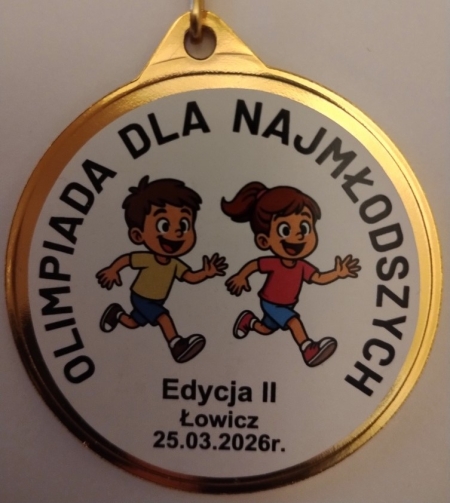 OLIMPIADA DLA NAJMŁODSZYCH
Edycja II
Łowicz
25.03.2026r.